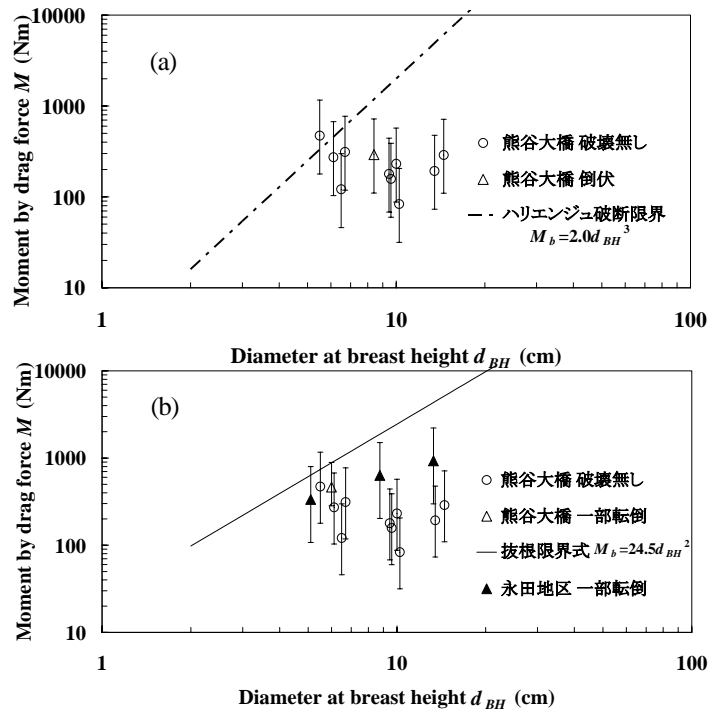 10000
1000
100
10
Moment by drag force M (Nm)
(a)
熊谷大橋 破壊無し
熊谷大橋 倒伏
ハリエンジュ破断限界
M_b=2.0d_BH^3
1
10
100
Diameter at breast height d_BH (cm)
10000
1000
100
10
Moment by drag force M (Nm)
(b)
熊谷大橋 破壊無し
熊谷大橋 一部転倒
抜根限界式 M_b=24.5d_BH^2
永田地区 一部転倒
1
10
100
Diameter at breast height d_BH (cm)